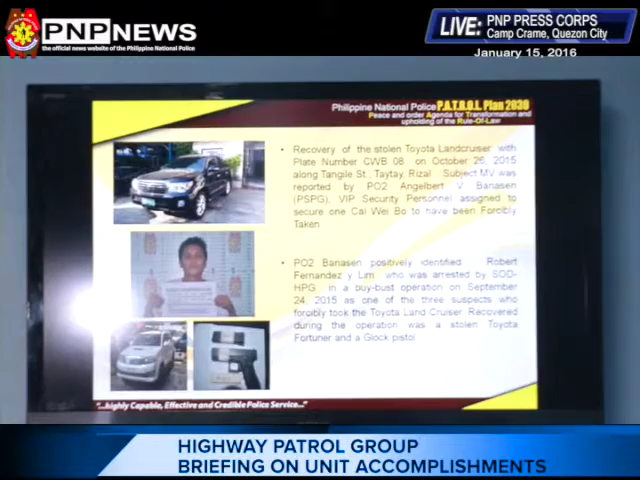 PNPNEWS
the official news website of the Philippine National Police
LIVE: PNP PRESS CORPS
Camp Crame, Quezon City
January 15, 2016
Philippine National Police P.A.T.R.O.L Plan 2030
Peace and order Agenda for Transformation and
upholding of the Rule-Of-Law
• Recovery of the stolen Toyota Landcruiser with
Plate Number CWB 08 on October 26, 2015
along Tangile St., Taytay, Rizal. Subject MV was
reported by PO2 Angelbert V. Banasen
(PSPG), VIP Security Personnel assigned to
secure one Cai Wei Bo to have been Forcibly
Taken
• PO2 Banasen positively identified Robert
Fernandez y Lim who was arrested by SOD-
HPG in a buy-bust operation on September
24, 2015 as one of the three suspects who
forcibly took the Toyota Land Cruiser. Recovered
during the operation was a stolen Toyota
Fortuner and a Glock pistol.
"...highly Capable, Effective and Credible Police Service..."
HIGHWAY PATROL GROUP
BRIEFING ON UNIT ACCOMPLISHMENTS